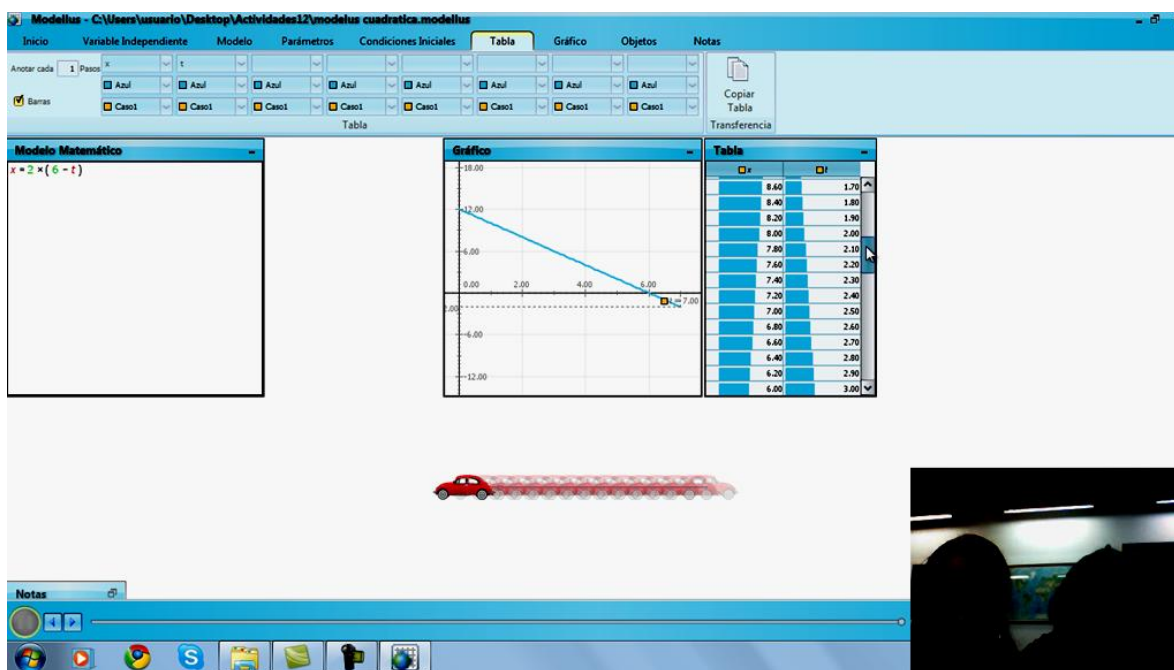 Modellus - C:\Users\usuario\Desktop\Actividades12\modelus cuadratica.modellus
Inicio Variable Independiente Modelo Parámetros Condiciones Iniciales Tabla Gráfico Objetos Notas
Anotar cada 1 Pasos x t
Azul Azul Azul Azul Azul Azul Azul Azul
Barras Caso1 Caso1 Caso1 Caso1 Caso1 Caso1 Caso1 Caso1
Copiar
Tabla
Tabla
Transferencia
Modelo Matemático
x = 2 × ( 6 - t )
Gráfico
18.00
12.00
6.00
0.00 2.00 4.00 6.00
t = 7.00
-6.00
-12.00
Tabla
x t
8.60 1.70
8.40 1.80
8.20 1.90
8.00 2.00
7.80 2.10
7.60 2.20
7.40 2.30
7.20 2.40
7.00 2.50
6.80 2.60
6.60 2.70
6.40 2.80
6.20 2.90
6.00 3.00
Notas